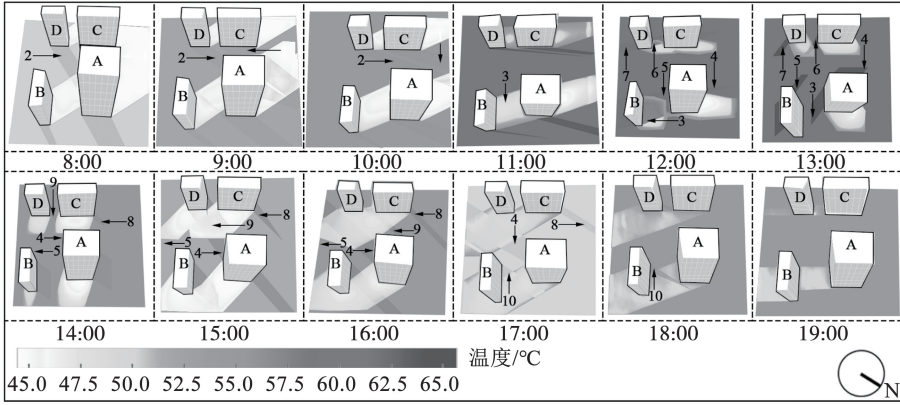 D C 2 A B
D C 2 A B
D C 2 A B
D C 3 A B
D C 7 6 5 4 A B 3
D C 7 5 6 4 3 A B
8:00 9:00 10:00 11:00 12:00 13:00
9 D C 8 4 A 5 B
D C 8 9 5 4 A B
D C 8 9 5 4 A B
D C 4 8 A B 10
D C A B 10
D C A B
14:00 15:00 16:00 17:00 18:00 19:00
温度/℃
45.0 47.5 50.0 52.5 55.0 57.5 60.0 62.5 65.0
N